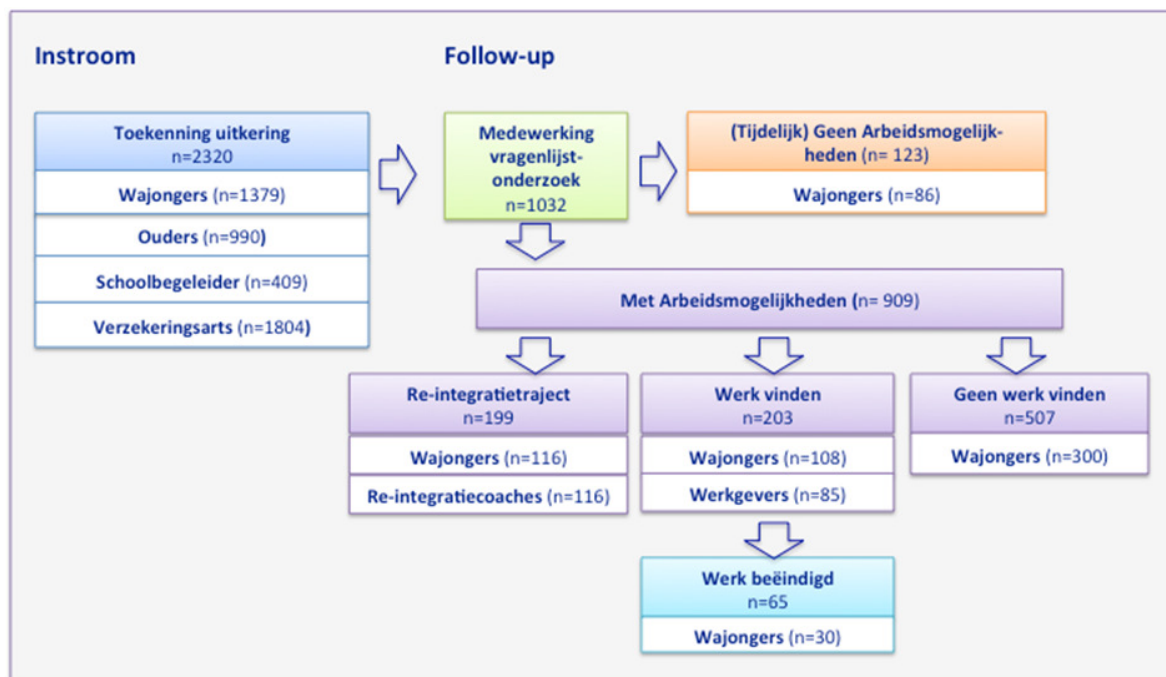 Instroom
Follow-up
Toekenning uitkering
n=2320
Wajongers (n=1379)
Ouders (n=990)
Schoolbegeleider (n=409)
Verzekeringsarts (n=1804)
Medewerking
vragenlijst-
onderzoek
n=1032
(Tijdelijk) Geen Arbeidsmogelijk-
kheden (n= 123)
Wajongers (n=86)
Met Arbeidsmogelijkheden (n= 909)
Re-integratietraject
n=199
Wajongers (n=116)
Re-integratiecoaches (n=116)
Werk vinden
n=203
Wajongers (n=108)
Werkgevers (n=85)
Geen werk vinden
n=507
Wajongers (n=300)
Werk beëindigd
n=65
Wajongers (n=30)